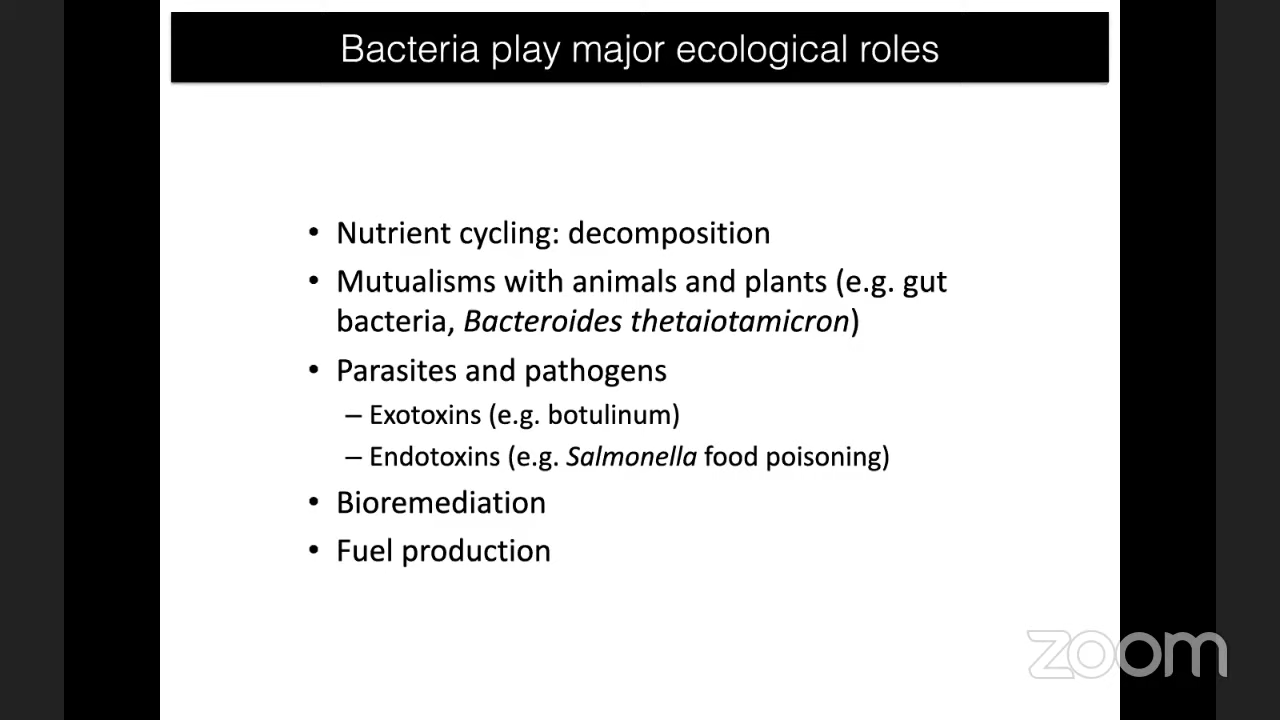 Bacteria play major ecological roles
• Nutrient cycling: decomposition
• Mutualisms with animals and plants (e.g. gut
bacteria, Bacteroides thetaiotamicron)
• Parasites and pathogens
– Exotoxins (e.g. botulinum)
– Endotoxins (e.g. Salmonella food poisoning)
• Bioremediation
• Fuel production
zoom